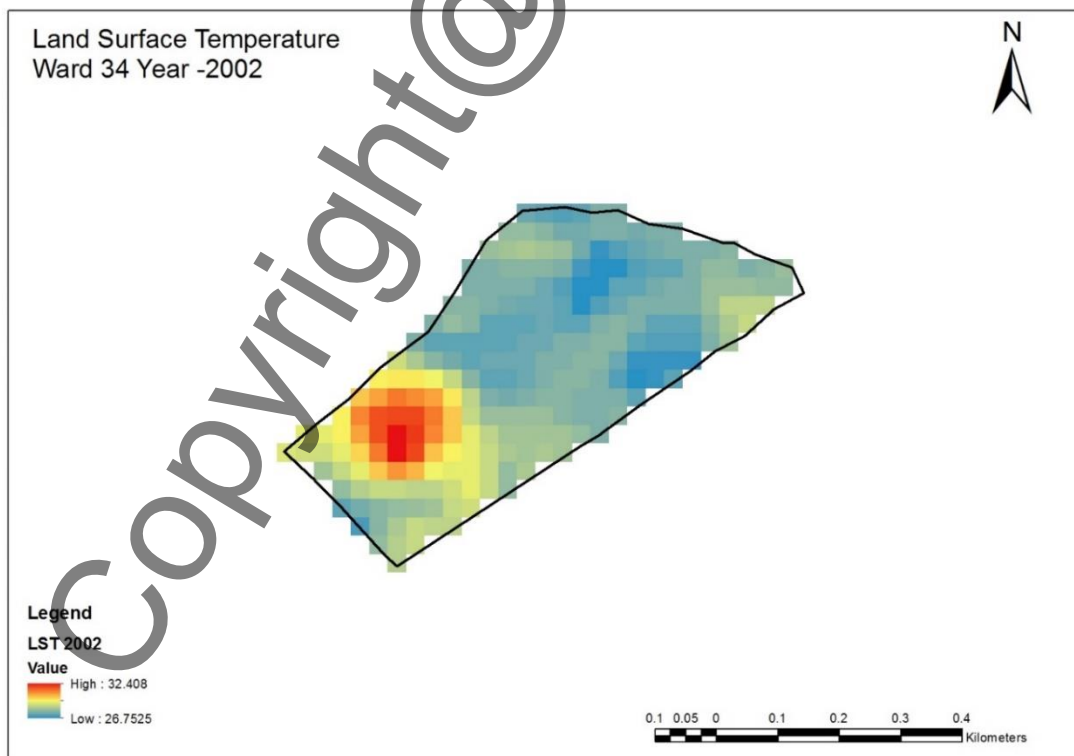 Land Surface Temperature
Ward 34 Year -2002
N
Copyright@
Legend
LST 2002
Value
High : 32.408
Low : 26.7525
0.1 0.05 0 0.1 0.2 0.3 0.4
Kilometers